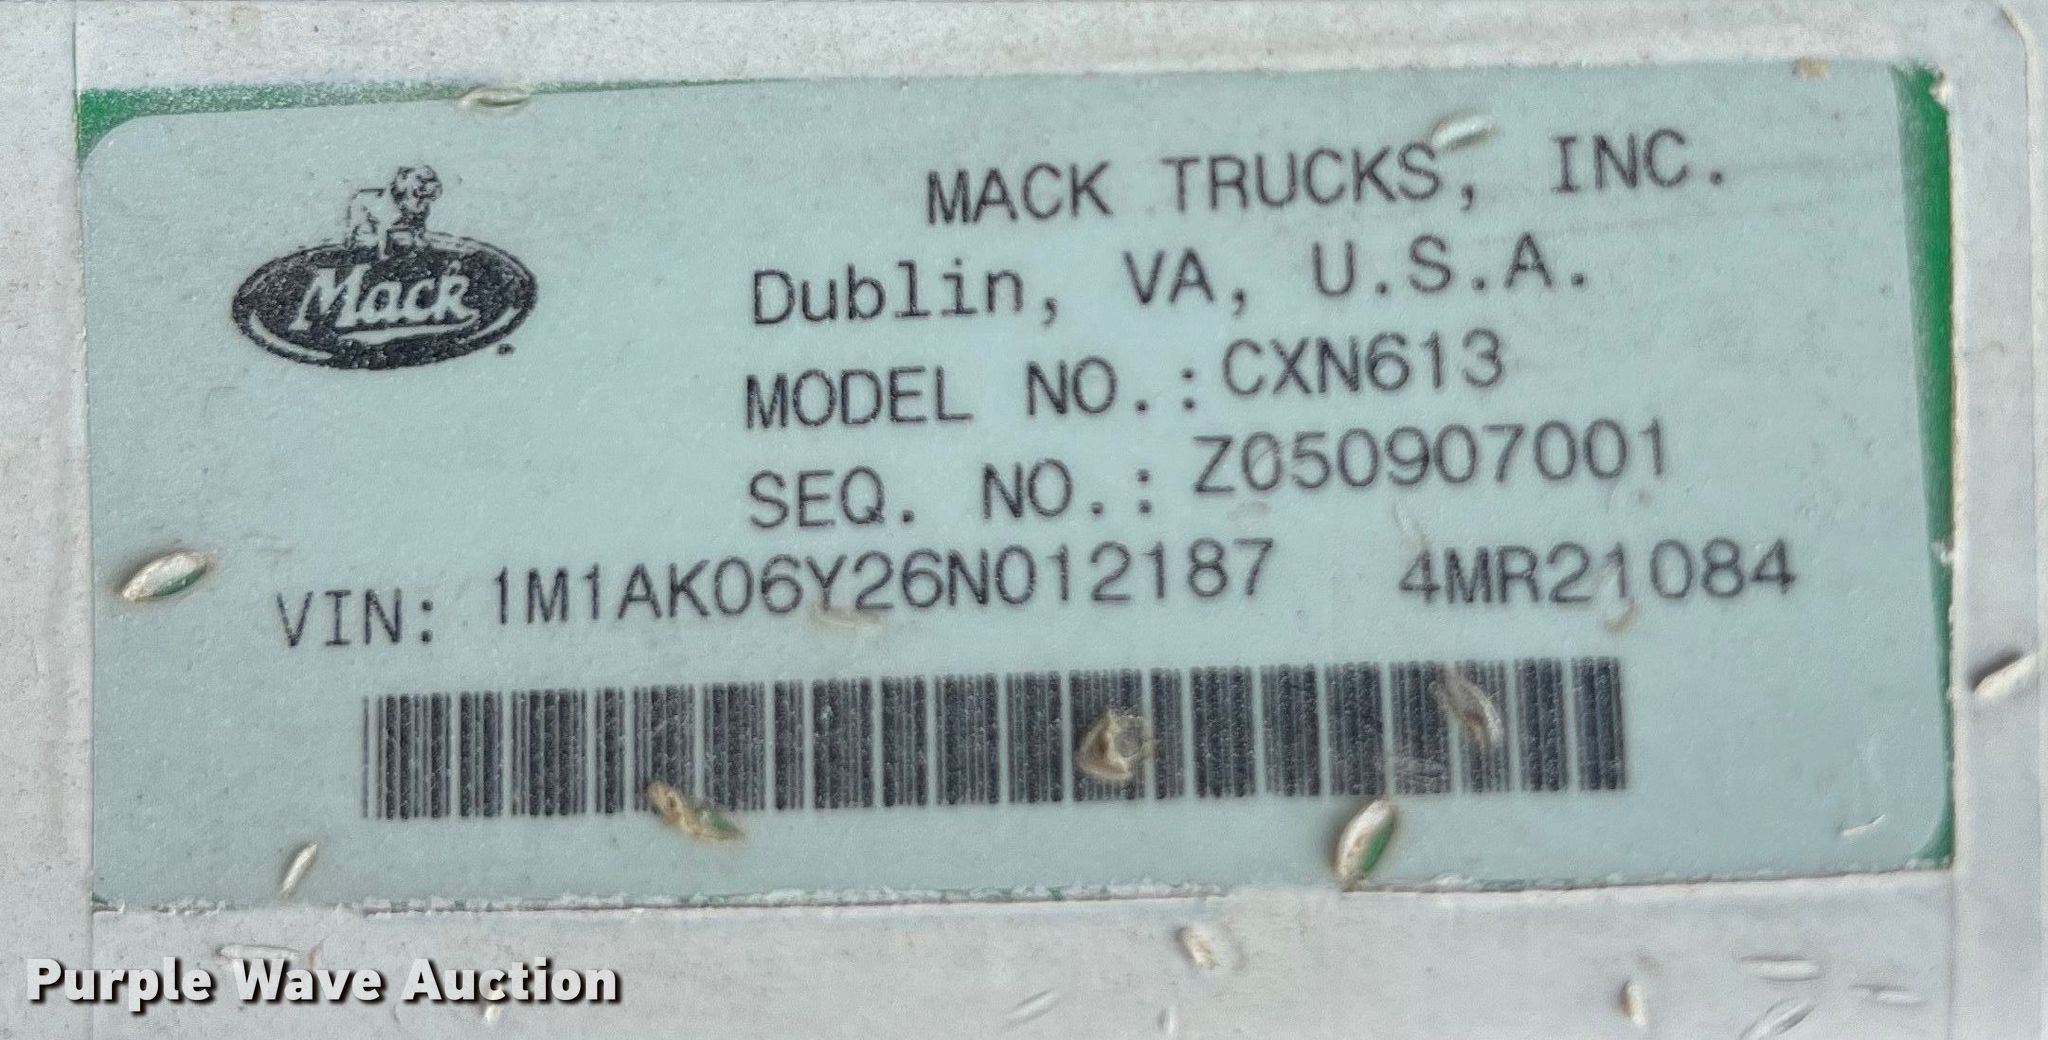 Mack
MACK TRUCKS, INC.
Dublin, VA, U.S.A.
MODEL NO.: CXN613
SEQ. NO.: Z050907001
VIN: 1M1AK06Y26N012187 4MR21084
Purple Wave Auction